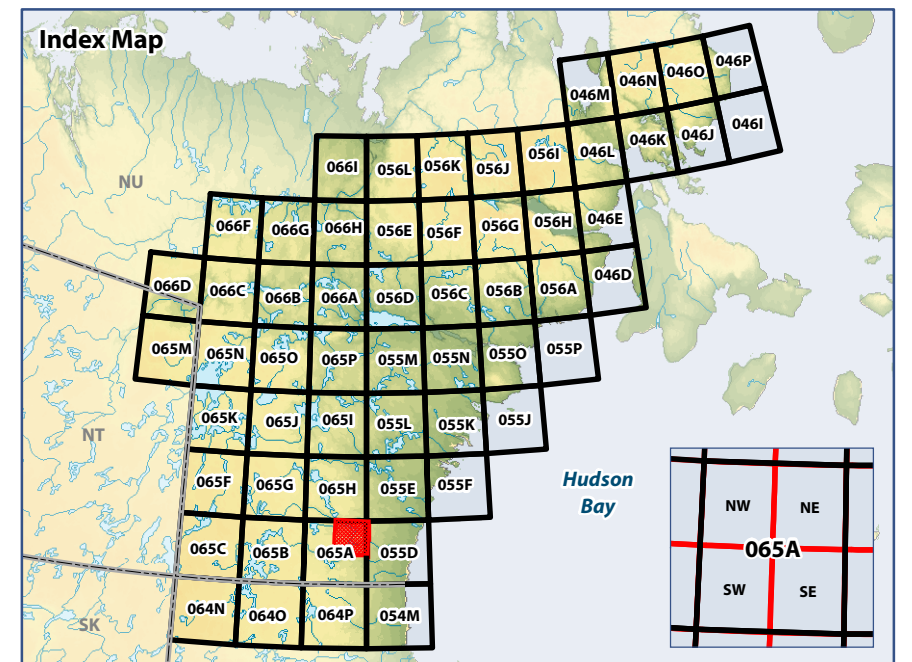 Index Map
046M 046N 046O 046P
066I 056L 056K 056J 056I 046L 046K 046J 046I
NU
066F 066G 066H 056E 056F 056G 056H 046E
066D 066C 066B 066A 056D 056C 056B 056A 046D
065M 065N 065O 065P 055M 055N 055O 055P
NT
065K 065J 065I 055L 055K 055J
065F 065G 065H 055E 055F
Hudson
Bay
065C 065B 065A 055D
064N 064O 064P 054M
SK
NW NE
065A
SW SE